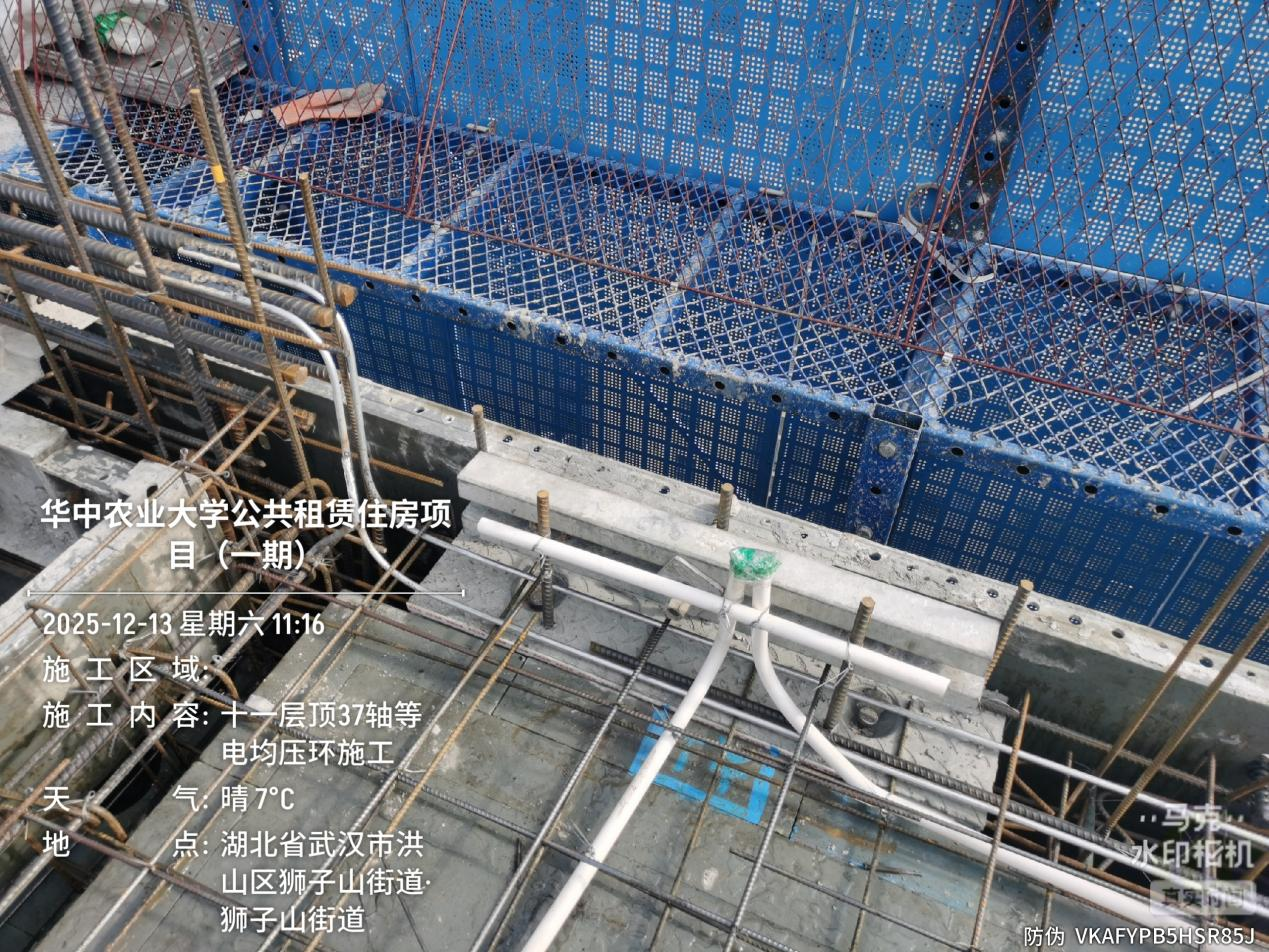 华中农业大学公共租赁住房项
目（一期）
2025-12-13 星期六 11:16
施工区域:
施工内容: 十一层顶37轴等
电均压环施工
天气: 晴 7°C
地点: 湖北省武汉市洪
山区狮子山街道·
狮子山街道
马克
水印相机
真实时间
防伪 VKAFYPB5HSR85J